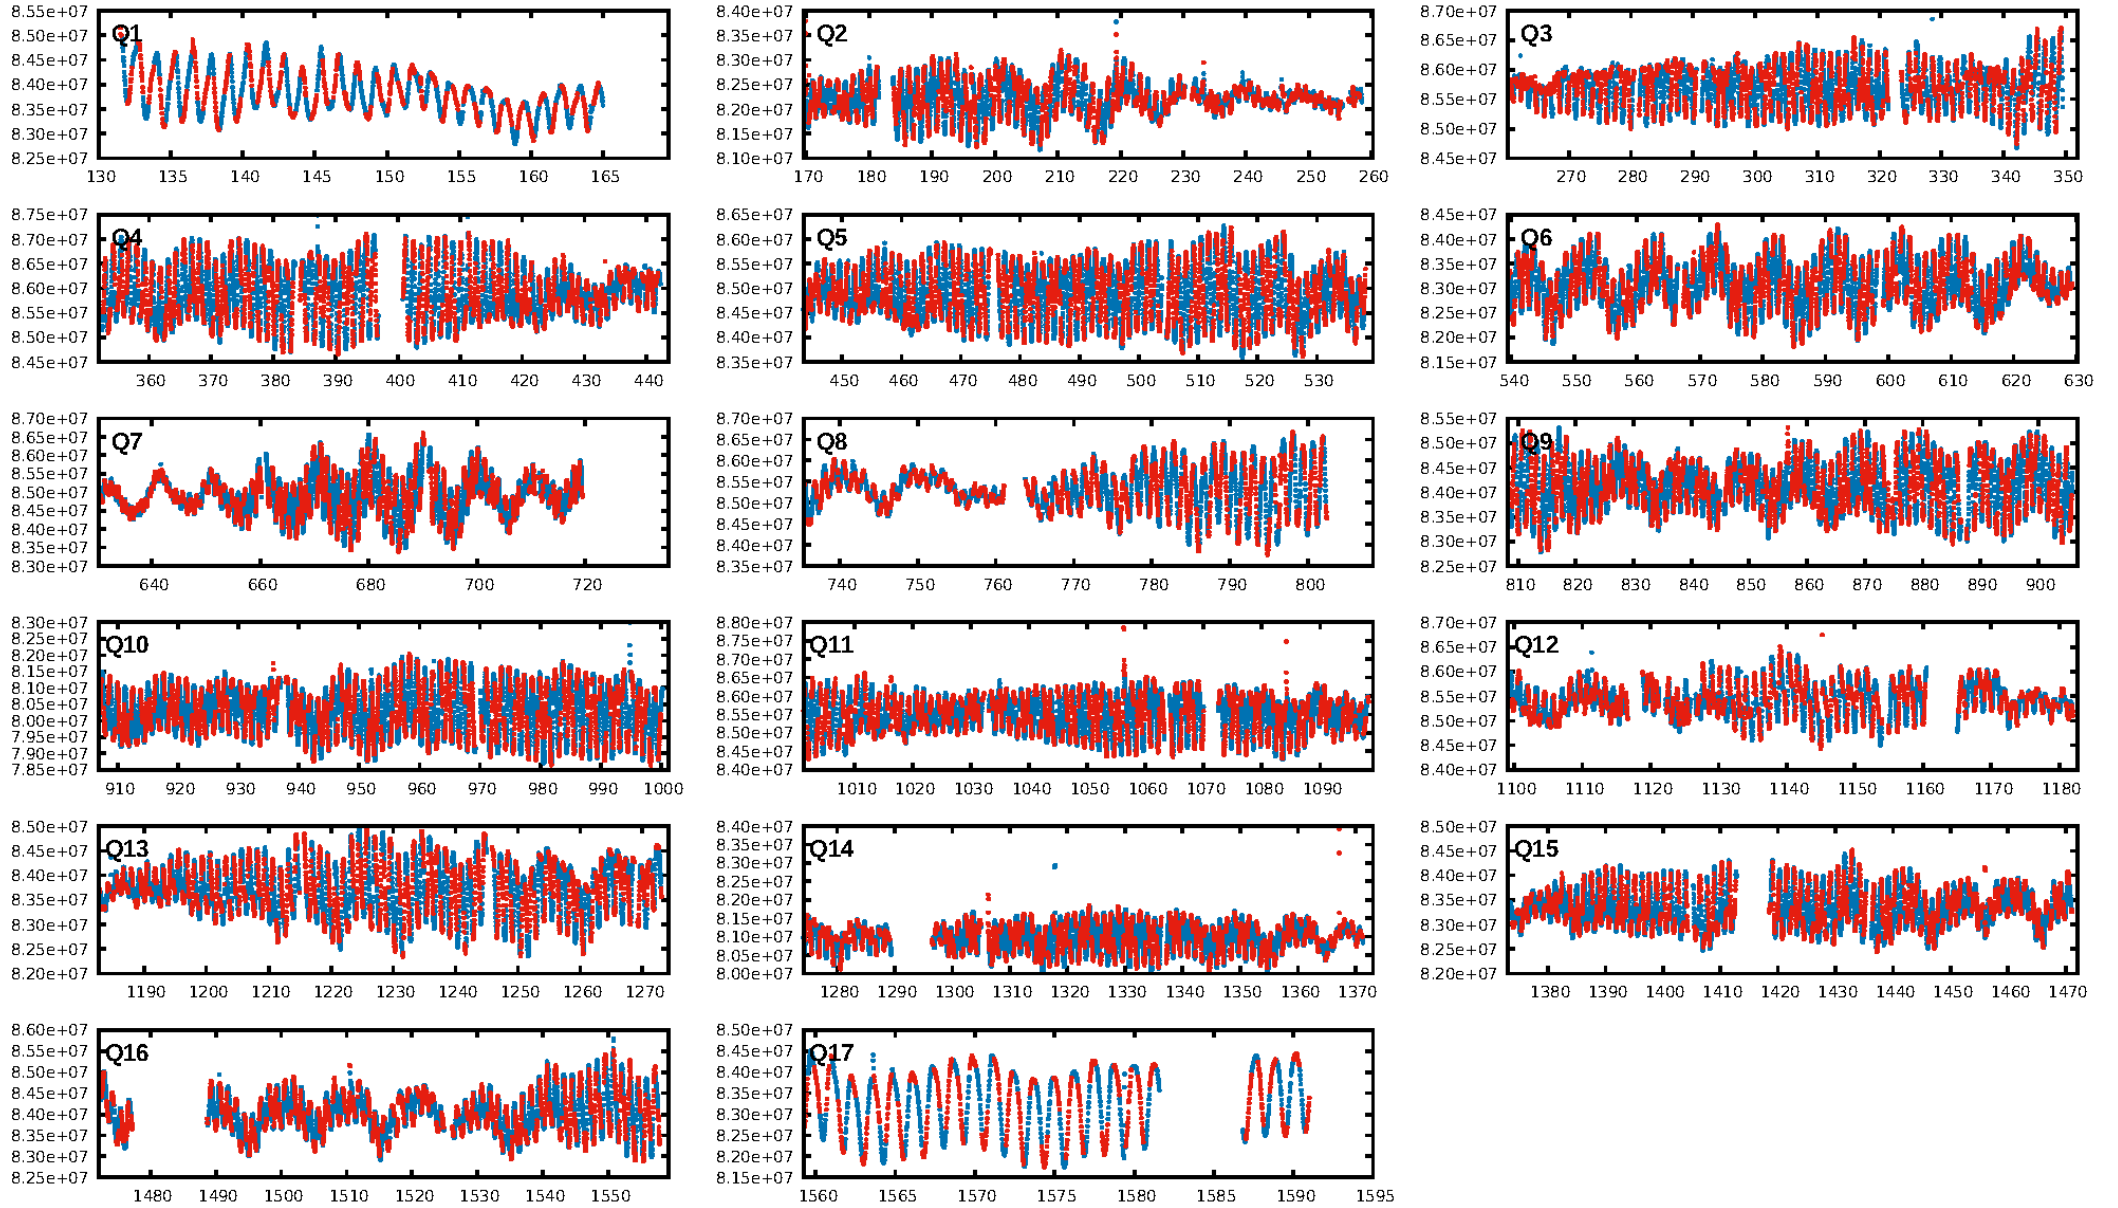 8.55e+07 8.50e+07 8.45e+07 8.40e+07 8.35e+07 8.30e+07 8.25e+07
Q1
130 135 140 145 150 155 160 165
8.40e+07 8.35e+07 8.30e+07 8.25e+07 8.20e+07 8.15e+07 8.10e+07
Q2
170 180 190 200 210 220 230 240 250 260
8.70e+07 8.65e+07 8.60e+07 8.55e+07 8.50e+07 8.45e+07
Q3
270 280 290 300 310 320 330 340 350
8.75e+07 8.70e+07 8.65e+07 8.60e+07 8.55e+07 8.50e+07 8.45e+07
Q4
360 370 380 390 400 410 420 430 440
8.65e+07 8.60e+07 8.55e+07 8.50e+07 8.45e+07 8.40e+07 8.35e+07
Q5
450 460 470 480 490 500 510 520 530
8.45e+07 8.40e+07 8.35e+07 8.30e+07 8.25e+07 8.20e+07 8.15e+07
Q6
540 550 560 570 580 590 600 610 620 630
8.70e+07 8.65e+07 8.60e+07 8.55e+07 8.50e+07 8.45e+07 8.40e+07 8.35e+07 8.30e+07
Q7
640 660 680 700 720
8.70e+07 8.65e+07 8.60e+07 8.55e+07 8.50e+07 8.45e+07 8.40e+07 8.35e+07
Q8
740 750 760 770 780 790 800
8.55e+07 8.50e+07 8.45e+07 8.40e+07 8.35e+07 8.30e+07 8.25e+07
Q9
810 820 830 840 850 860 870 880 890 900
8.30e+07 8.25e+07 8.20e+07 8.15e+07 8.10e+07 8.05e+07 8.00e+07 7.95e+07 7.90e+07 7.85e+07
Q10
910 920 930 940 950 960 970 980 990 1000
8.80e+07 8.75e+07 8.70e+07 8.65e+07 8.60e+07 8.55e+07 8.50e+07 8.45e+07 8.40e+07
Q11
1010 1020 1030 1040 1050 1060 1070 1080 1090
8.70e+07 8.65e+07 8.60e+07 8.55e+07 8.50e+07 8.45e+07 8.40e+07
Q12
1100 1110 1120 1130 1140 1150 1160 1170 1180
8.50e+07 8.45e+07 8.40e+07 8.35e+07 8.30e+07 8.25e+07 8.20e+07
Q13
1190 1200 1210 1220 1230 1240 1250 1260 1270
8.40e+07 8.35e+07 8.30e+07 8.25e+07 8.20e+07 8.15e+07 8.10e+07 8.05e+07 8.00e+07
Q14
1280 1290 1300 1310 1320 1330 1340 1350 1360 1370
8.50e+07 8.45e+07 8.40e+07 8.35e+07 8.30e+07 8.25e+07 8.20e+07
Q15
1380 1390 1400 1410 1420 1430 1440 1450 1460 1470
8.60e+07 8.55e+07 8.50e+07 8.45e+07 8.40e+07 8.35e+07 8.30e+07 8.25e+07
Q16
1480 1490 1500 1510 1520 1530 1540 1550
8.50e+07 8.45e+07 8.40e+07 8.35e+07 8.30e+07 8.25e+07 8.20e+07 8.15e+07
Q17
1560 1565 1570 1575 1580 1585 1590 1595